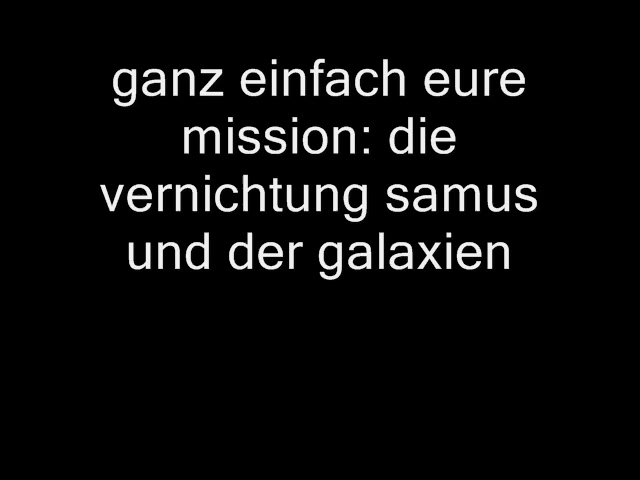 ganz einfach eure
mission: die
vernichtung samus
und der galaxien